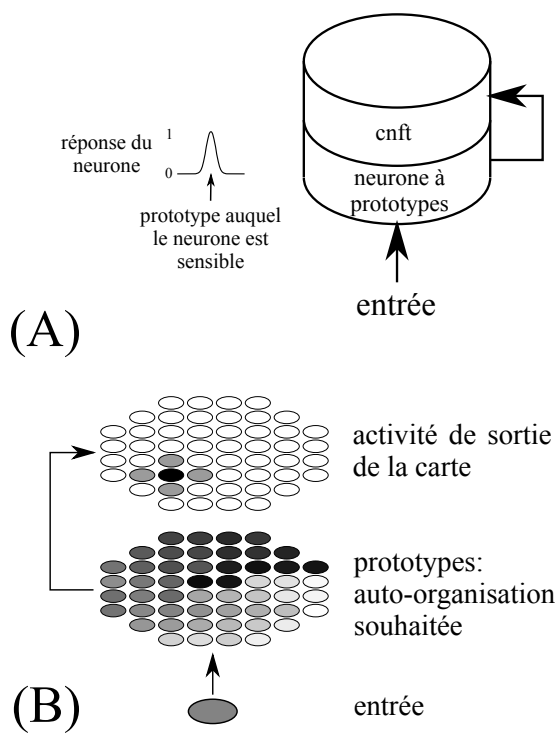 réponse du
neurone
1
0
prototype auquel
le neurone est
sensible
cnft
neurone à
prototypes
entrée
(A)
activité de sortie
de la carte
prototypes:
auto-organisation
souhaitée
(B)
entrée